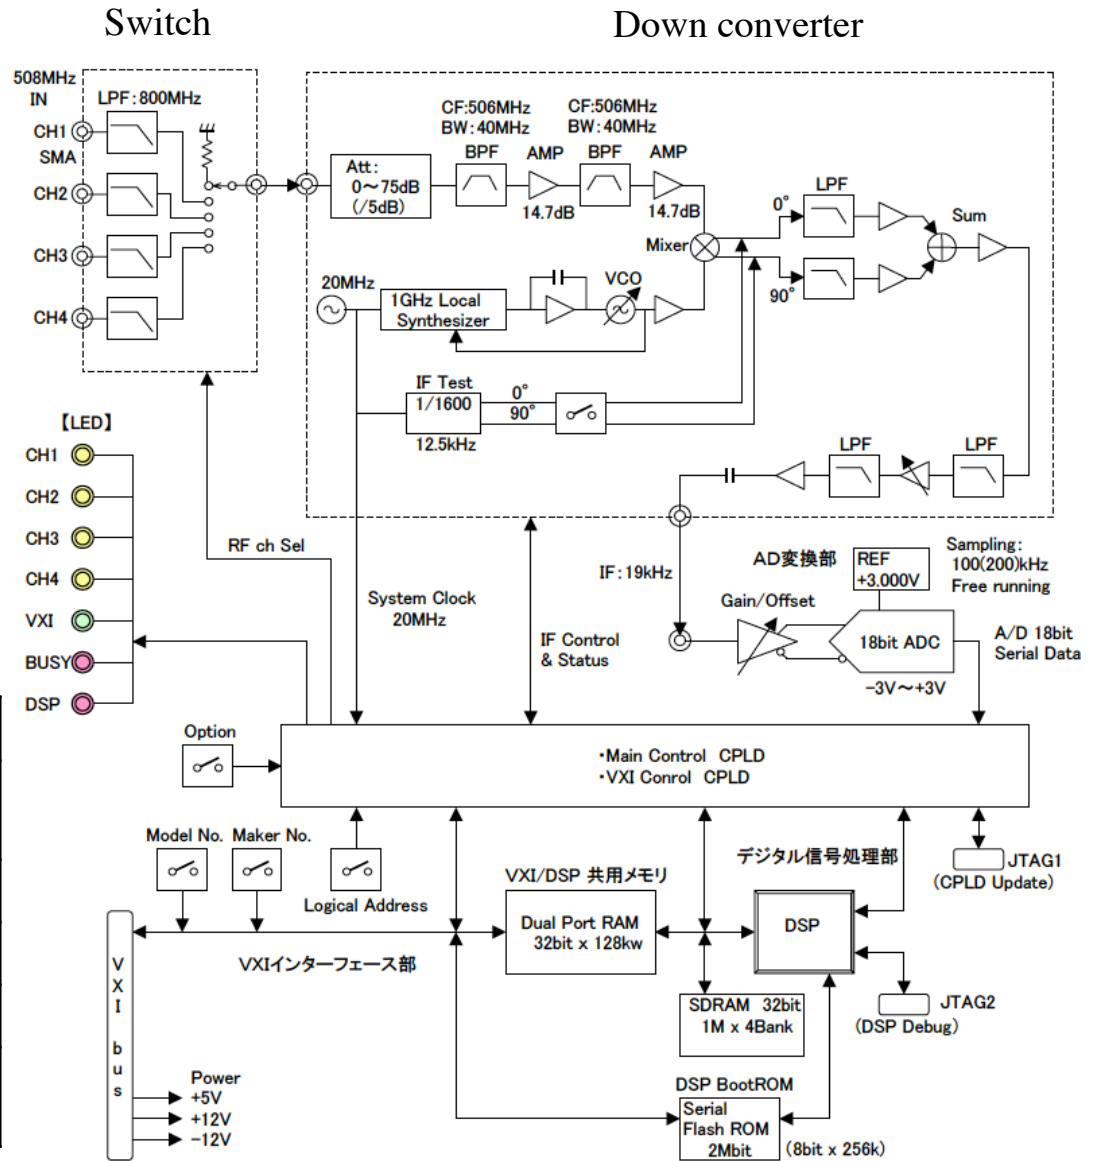 Switch
Down converter
508MHz
IN
LPF:800MHz
CH1
SMA
CH2
CH3
CH4
Att:
0～75dB
(/5dB)
CF:506MHz
BW:40MHz
BPF
AMP
14.7dB
CF:506MHz
BW:40MHz
BPF
AMP
14.7dB
Mixer
0°
90°
LPF
Sum
20MHz
1GHz Local
Synthesizer
VCO
IF Test
1/1600
12.5kHz
0°
90°
LPF
LPF
【LED】
CH1
CH2
CH3
CH4
VXI
BUSY
DSP
RF ch Sel
System Clock
20MHz
IF Control
& Status
IF:19kHz
AD変換部
REF
+3.000V
Sampling:
100(200)kHz
Free running
Gain/Offset
18bit ADC
-3V～+3V
A/D 18bit
Serial Data
Option
・Main Control CPLD
・VXI Conrol CPLD
Model No.
Maker No.
Logical Address
VXI/DSP 共用メモリ
Dual Port RAM
32bit x 128kw
デジタル信号処理部
DSP
JTAG1
(CPLD Update)
VXIインターフェース部
VXI bus
SDRAM 32bit
1M x 4Bank
JTAG2
(DSP Debug)
DSP BootROM
Serial
Flash ROM
2Mbit
(8bit x 256k)
Power
+5V
+12V
-12V